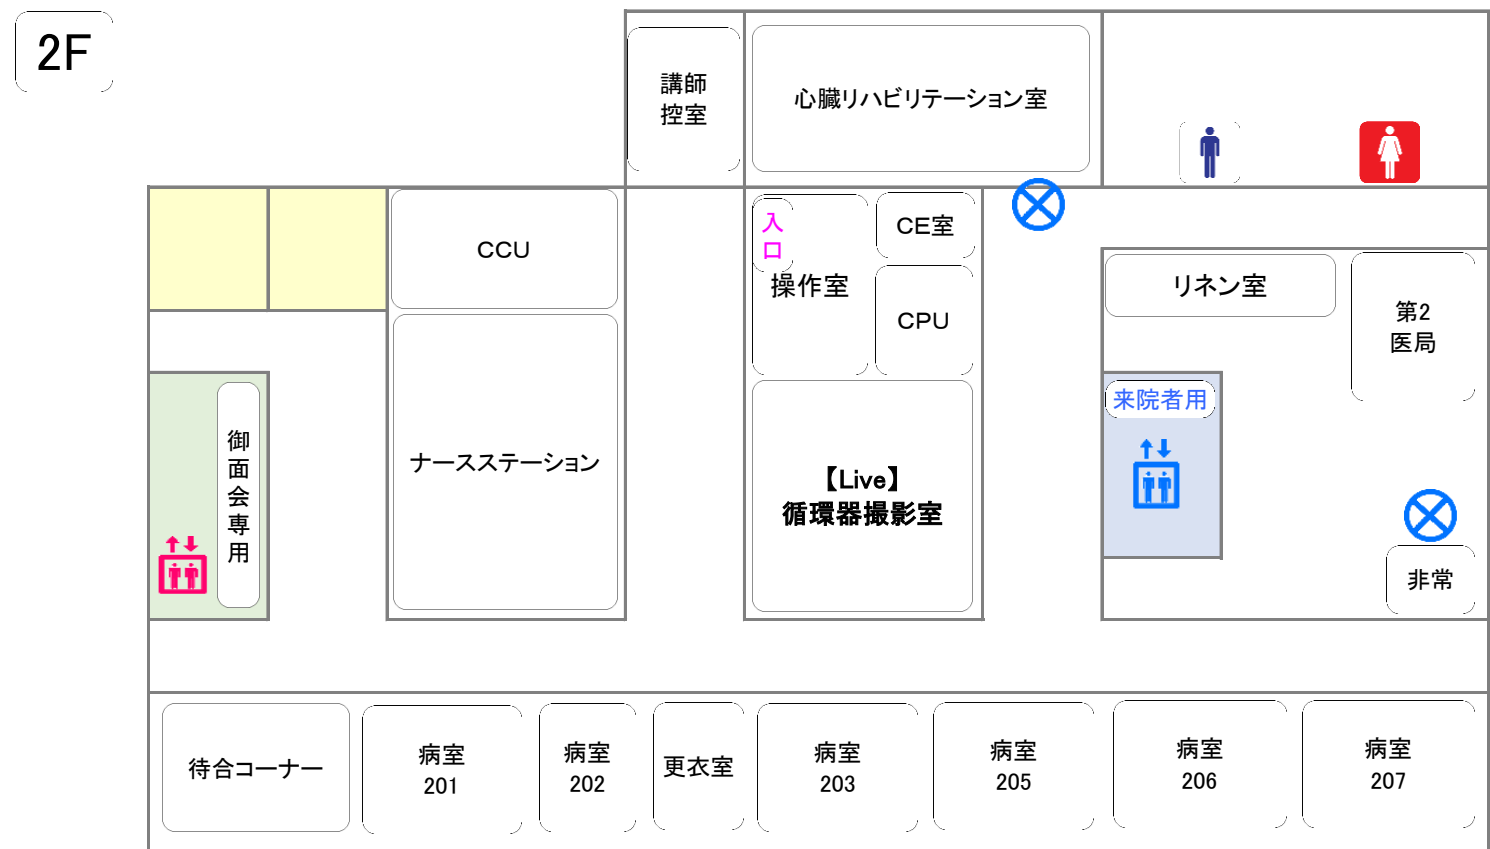 2F
講師
控室
心臓リハビリテーション室
CCU
入
口
操作室
CE室
CPU
リネン室
第2
医局
来院者用
御
面
会
専
用
ナースステーション
【Live】
循環器撮影室
非常
待合コーナー
病室
201
病室
202
更衣室
病室
203
病室
205
病室
206
病室
207